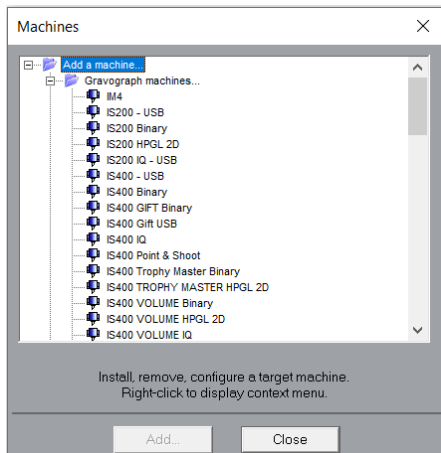 Machines
Add a machine...
Gravograph machines...
IM4
IS200 - USB
IS200 Binary
IS200 HPGL 2D
IS200 IQ - USB
IS400 - USB
IS400 Binary
IS400 GIFT Binary
IS400 Gift USB
IS400 IQ
IS400 Point & Shoot
IS400 Trophy Master Binary
IS400 TROPHY MASTER HPGL 2D
IS400 VOLUME Binary
IS400 VOLUME HPGL 2D
IS400 VOLUME IQ
Install, remove, configure a target machine.
Right-click to display context menu.
Add... Close